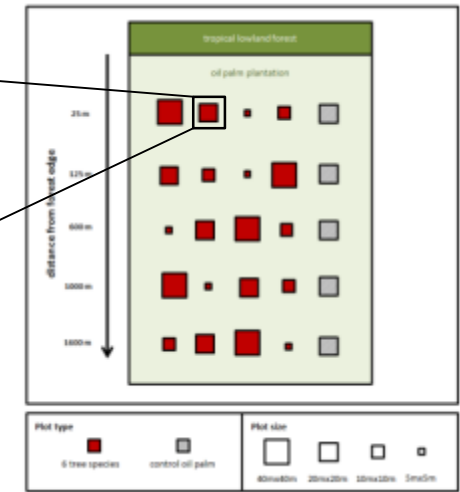 tropical lowland forest
oil palm plantation
distance from forest edge
25 m
125 m
600 m
1000 m
1600 m
Plot type
6 tree species
control oil palm
Plot size
40mx40m
20mx20m
10mx10m
5mx5m